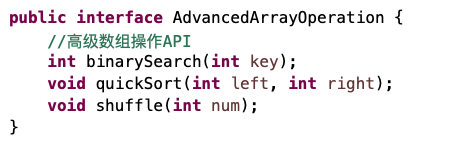 public interface AdvancedArrayOperation {
    //高级数组操作API
    int binarySearch(int key);
    void quickSort(int left, int right);
    void shuffle(int num);
}